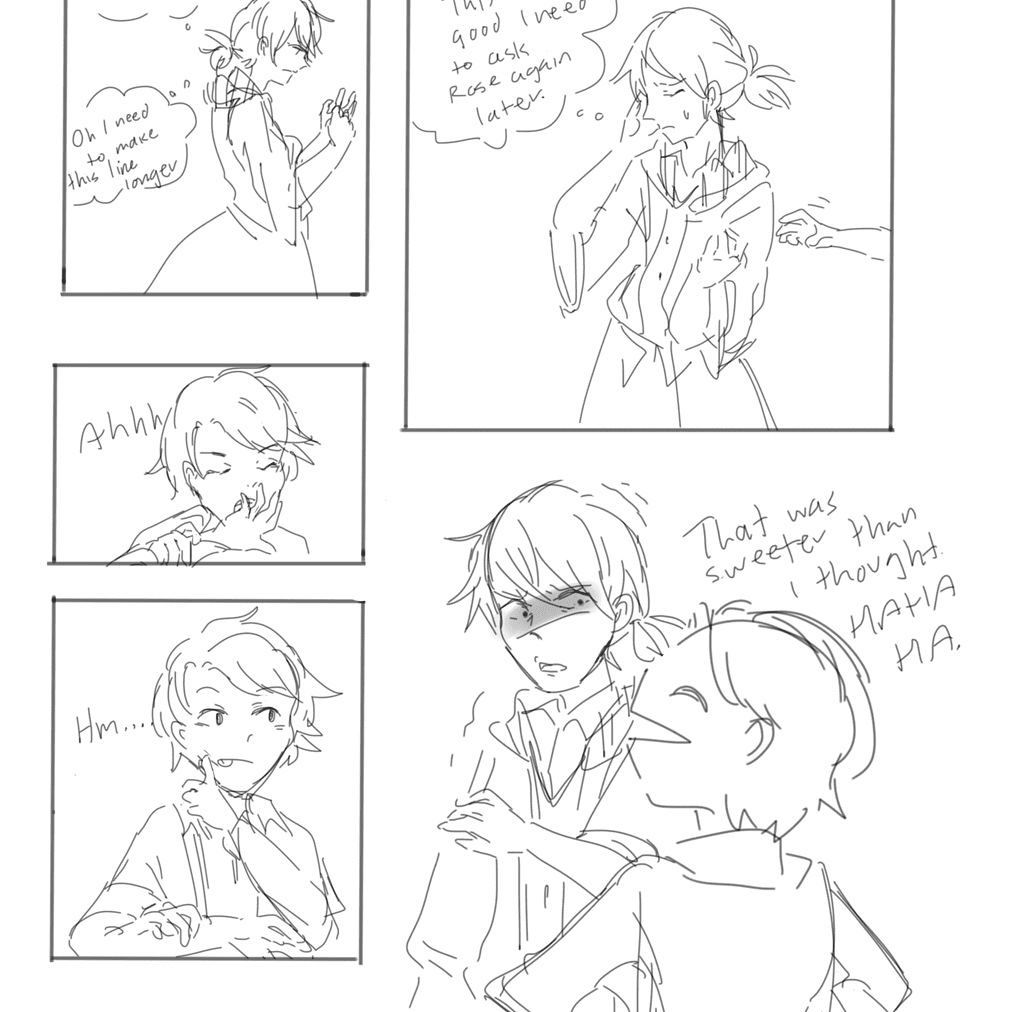 Oh I need
to make
this line
longer
This
good I need
to ask
Rose again
later.
Ahhh
Hm....
That was
sweeter than
I thought.
HAHA
HA.